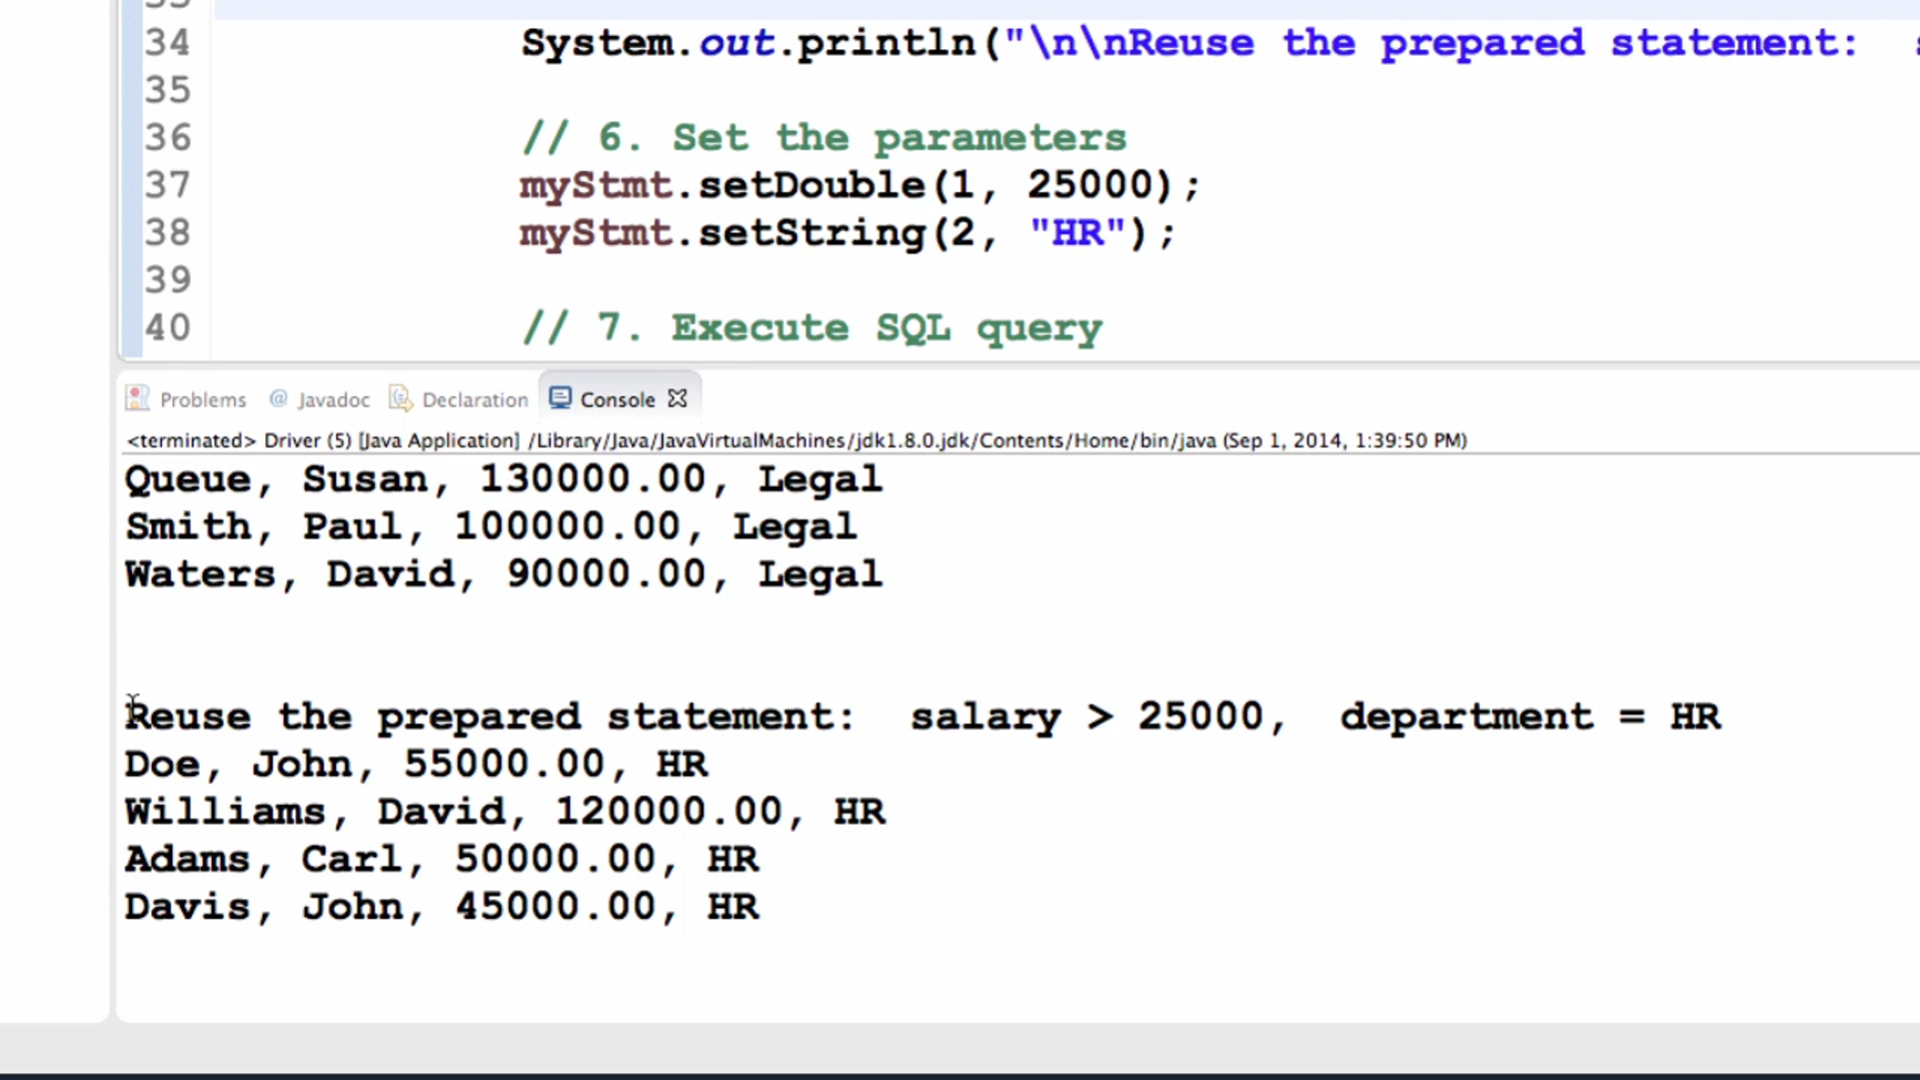 33
34 System.out.println("\n\nReuse the prepared statement:
35
36 // 6. Set the parameters
37 myStmt.setDouble(1, 25000);
38 myStmt.setString(2, "HR");
39
40 // 7. Execute SQL query
Problems @ Javadoc Declaration Console
<terminated> Driver (5) [Java Application] /Library/Java/JavaVirtualMachines/jdk1.8.0.jdk/Contents/Home/bin/java (Sep 1, 2014, 1:39:50 PM)
Queue, Susan, 130000.00, Legal
Smith, Paul, 100000.00, Legal
Waters, David, 90000.00, Legal
Reuse the prepared statement:  salary > 25000,  department = HR
Doe, John, 55000.00, HR
Williams, David, 120000.00, HR
Adams, Carl, 50000.00, HR
Davis, John, 45000.00, HR